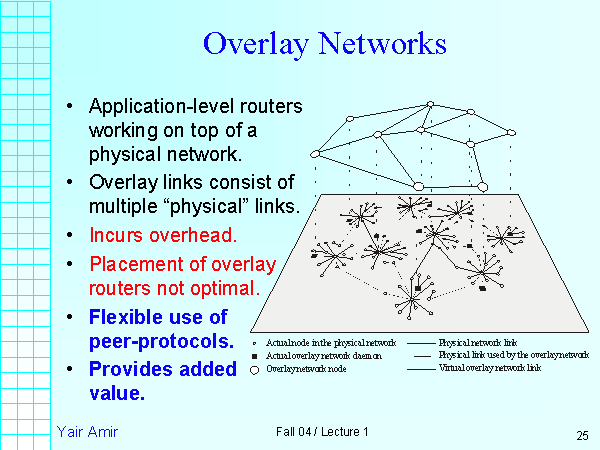 Overlay Networks
• Application-level routers
working on top of a
physical network.
• Overlay links consist of
multiple “physical” links.
• Incurs overhead.
• Placement of overlay
routers not optimal.
• Flexible use of
peer-protocols.
• Provides added
value.
Actual node in the physical network
Actual overlay network daemon
Overlay network node
Physical network link
Physical link used by the overlay network
Virtual overlay network link
Yair Amir
Fall 04 / Lecture 1
25